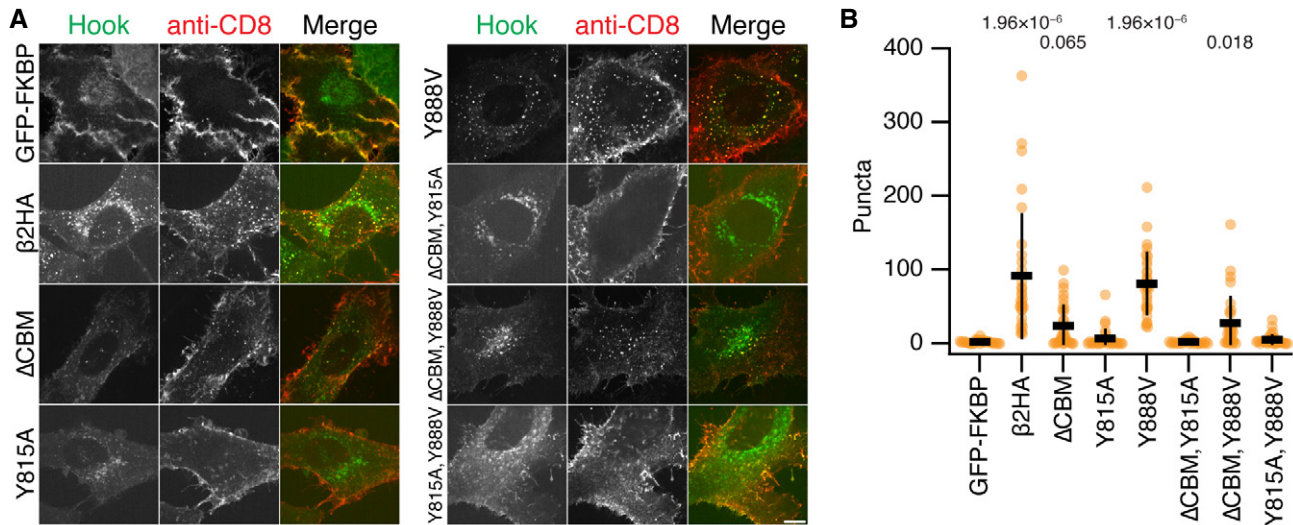 A
Hook anti-CD8 Merge
GFP-FKBP
β2HA
ΔCBM
Y815A
Hook anti-CD8 Merge
Y888V
ΔCBM,Y815A
ΔCBM,Y888V
Y815A,Y888V
B
1.96×10⁻⁶ 1.96×10⁻⁶
0.065 0.018
Puncta
400
300
200
100
0
GFP-FKBP
β2HA
ΔCBM
Y815A
Y888V
ΔCBM,Y815A
ΔCBM,Y888V
Y815A,Y888V